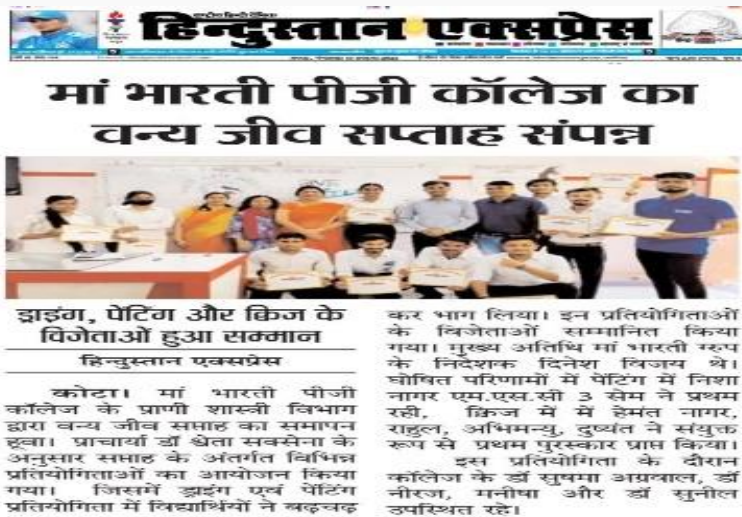 हिन्दुस्तान एक्सप्रेस
मां भारती पीजी कॉलेज का
वन्य जीव सप्ताह संपन्न
ड्राइंग, पेंटिंग और क्विज के
विजेताओं हुआ सम्मान
हिन्दुस्तान एक्सप्रेस
कोटा। मां भारती पीजी
कॉलेज के प्राणी शास्त्री विभाग
द्वारा वन्य जीव सप्ताह का समापन
हुवा। प्राचार्या डॉ श्वेता सक्सेना के
अनुसार सप्ताह के अंतर्गत विभिन्न
प्रतियोगिताओं का आयोजन किया
गया। जिसमें ड्राइंग एवं पेंटिंग
प्रतियोगिता में विद्यार्थियों ने बढ़चढ़
कर भाग लिया। इन प्रतियोगिताओं
के विजेताओं सम्मानित किया
गया। मुख्य अतिथि मां भारती ग्रुप
के निदेशक दिनेश विजय थे।
घोषित परिणामों में पेंटिंग में निशा
नागर एम.एस.सी 3 सेम ने प्रथम
रही, क्विज में में हेमंत नागर,
राहुल, अभिमन्यु, दुष्यंत ने संयुक्त
रूप से प्रथम पुरस्कार प्राप्त किया।
इस प्रतियोगिता के दौरान
कॉलेज के डॉ सुषमा अग्रवाल, डॉ
नीरज, मनीषा और डॉ सुनील
उपस्थित रहे।